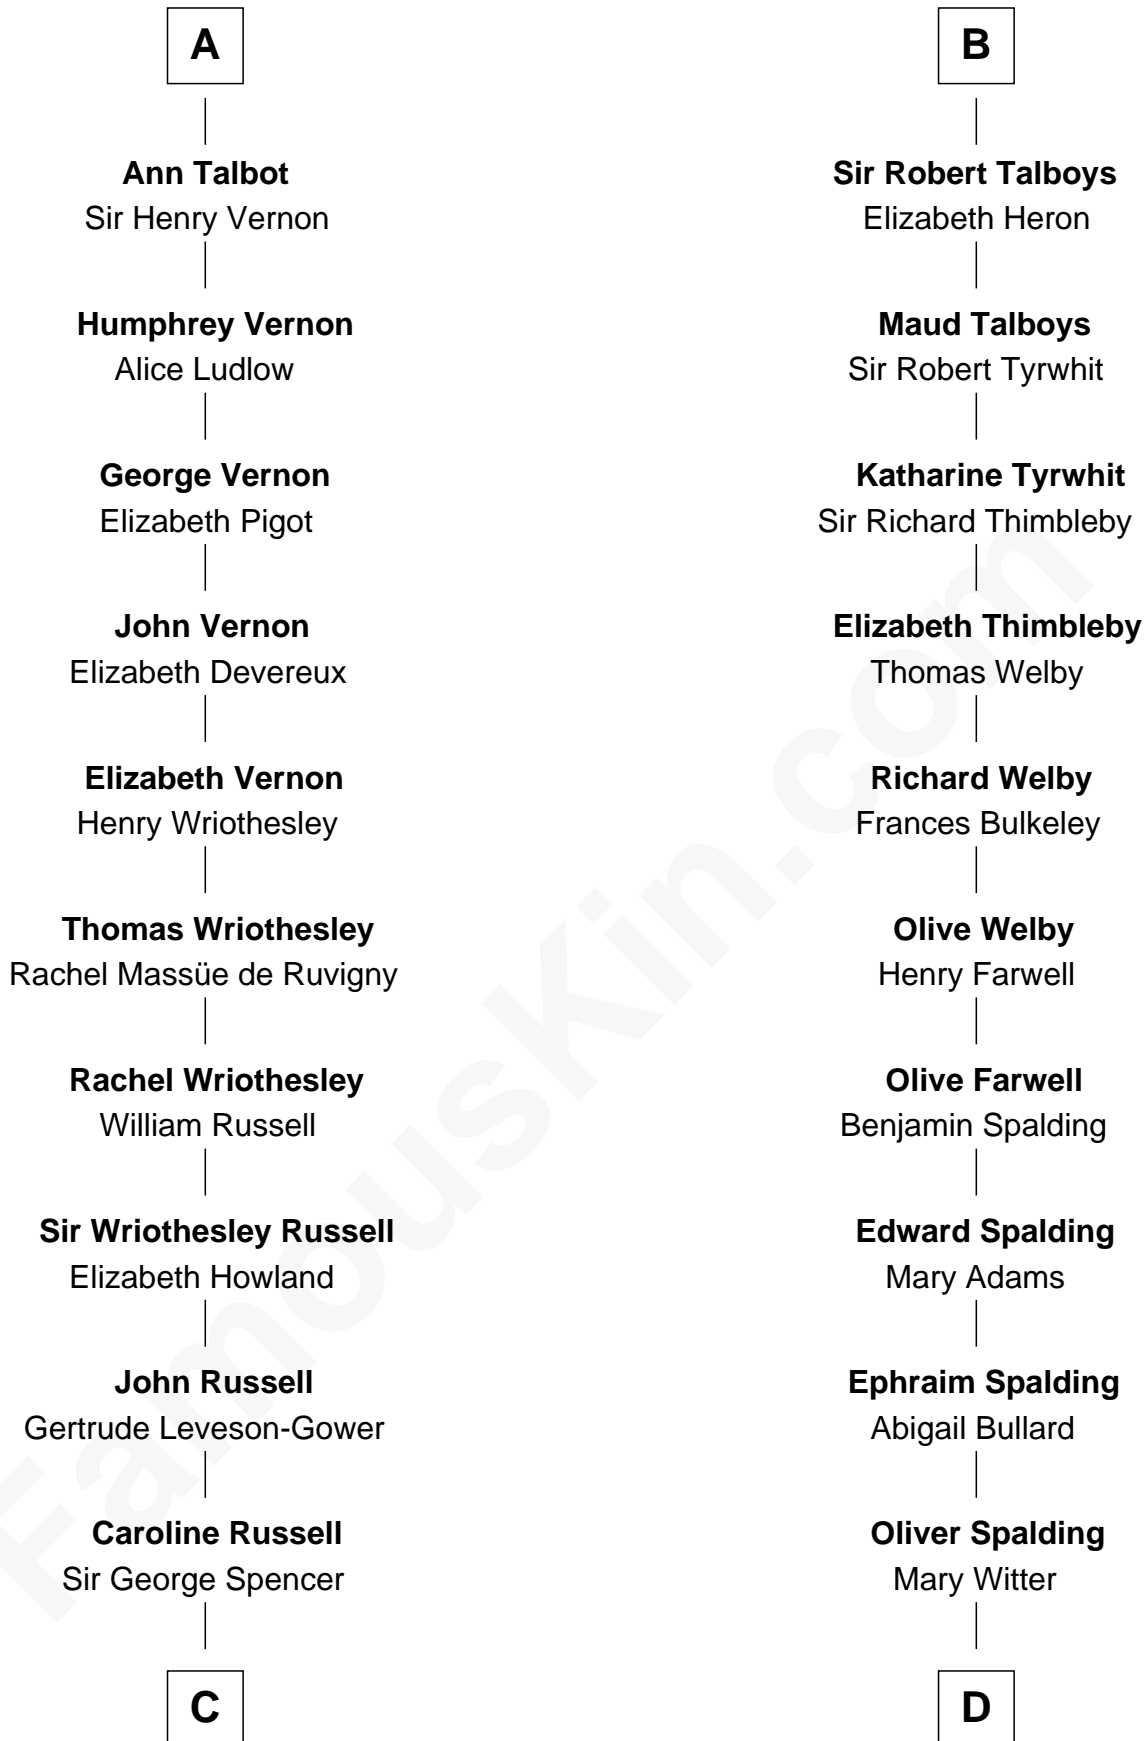 A
Ann Talbot
Sir Henry Vernon
Humphrey Vernon
Alice Ludlow
George Vernon
Elizabeth Pigot
John Vernon
Elizabeth Devereux
Elizabeth Vernon
Henry Wriothesley
Thomas Wriothesley
Rachel Massüe de Ruvigny
Rachel Wriothesley
William Russell
Sir Wriothesley Russell
Elizabeth Howland
John Russell
Gertrude Leveson-Gower
Caroline Russell
Sir George Spencer
C
B
Sir Robert Talboys
Elizabeth Heron
Maud Talboys
Sir Robert Tyrwhit
Katharine Tyrwhit
Sir Richard Thimbleby
Elizabeth Thimbleby
Thomas Welby
Richard Welby
Frances Bulkeley
Olive Welby
Henry Farwell
Olive Farwell
Benjamin Spalding
Edward Spalding
Mary Adams
Ephraim Spalding
Abigail Bullard
Oliver Spalding
Mary Witter
D
FamousKin.com